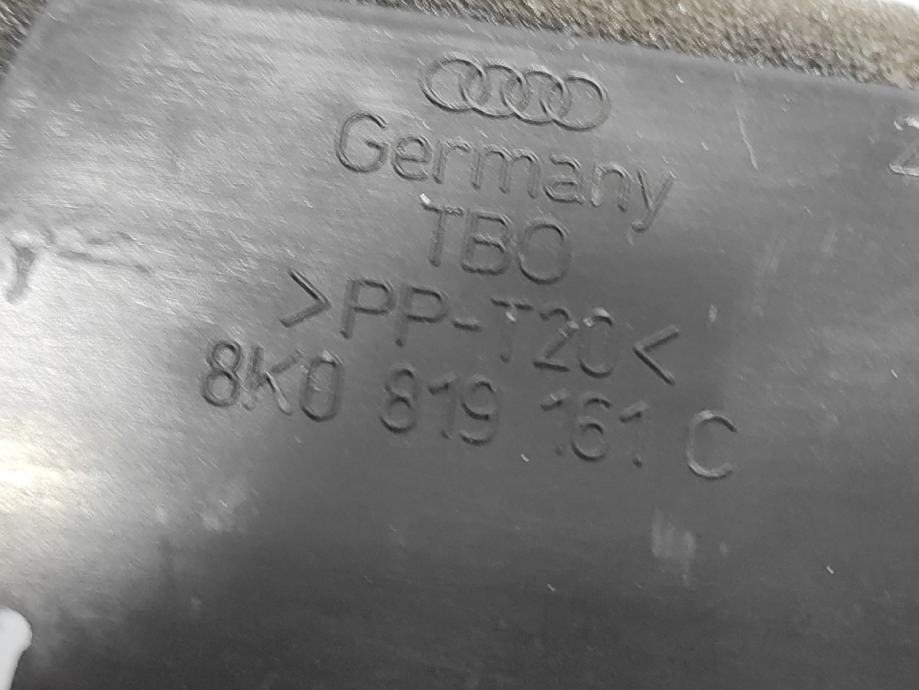 Germany
TBO
>PP-T20<
8K0 819 161 C